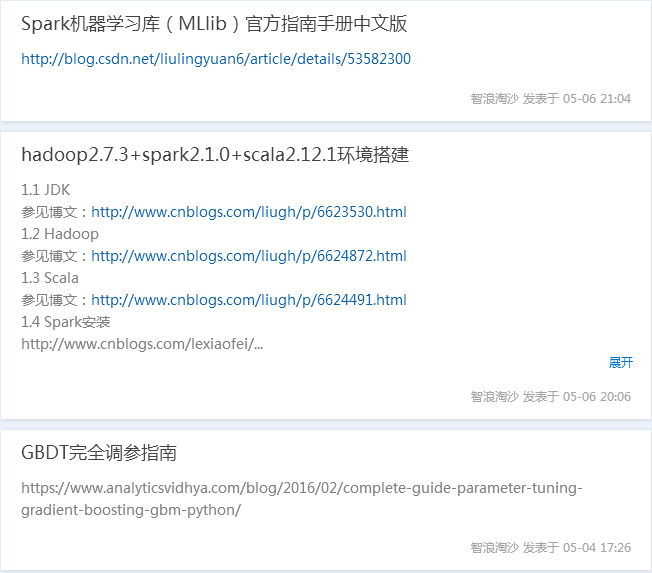 Spark机器学习库（MLlib）官方指南手册中文版
http://blog.csdn.net/liulingyuan6/article/details/53582300
智浪淘沙 发表于 05-06 21:04
hadoop2.7.3+spark2.1.0+scala2.12.1环境搭建
1.1 JDK
参见博文：http://www.cnblogs.com/liugh/p/6623530.html
1.2 Hadoop
参见博文：http://www.cnblogs.com/liugh/p/6624872.html
1.3 Scala
参见博文：http://www.cnblogs.com/liugh/p/6624491.html
1.4 Spark安装
http://www.cnblogs.com/lexiaofei/...
展开
智浪淘沙 发表于 05-06 20:06
GBDT完全调参指南
https://www.analyticsvidhya.com/blog/2016/02/complete-guide-parameter-tuning-
gradient-boosting-gbm-python/
智浪淘沙 发表于 05-04 17:26